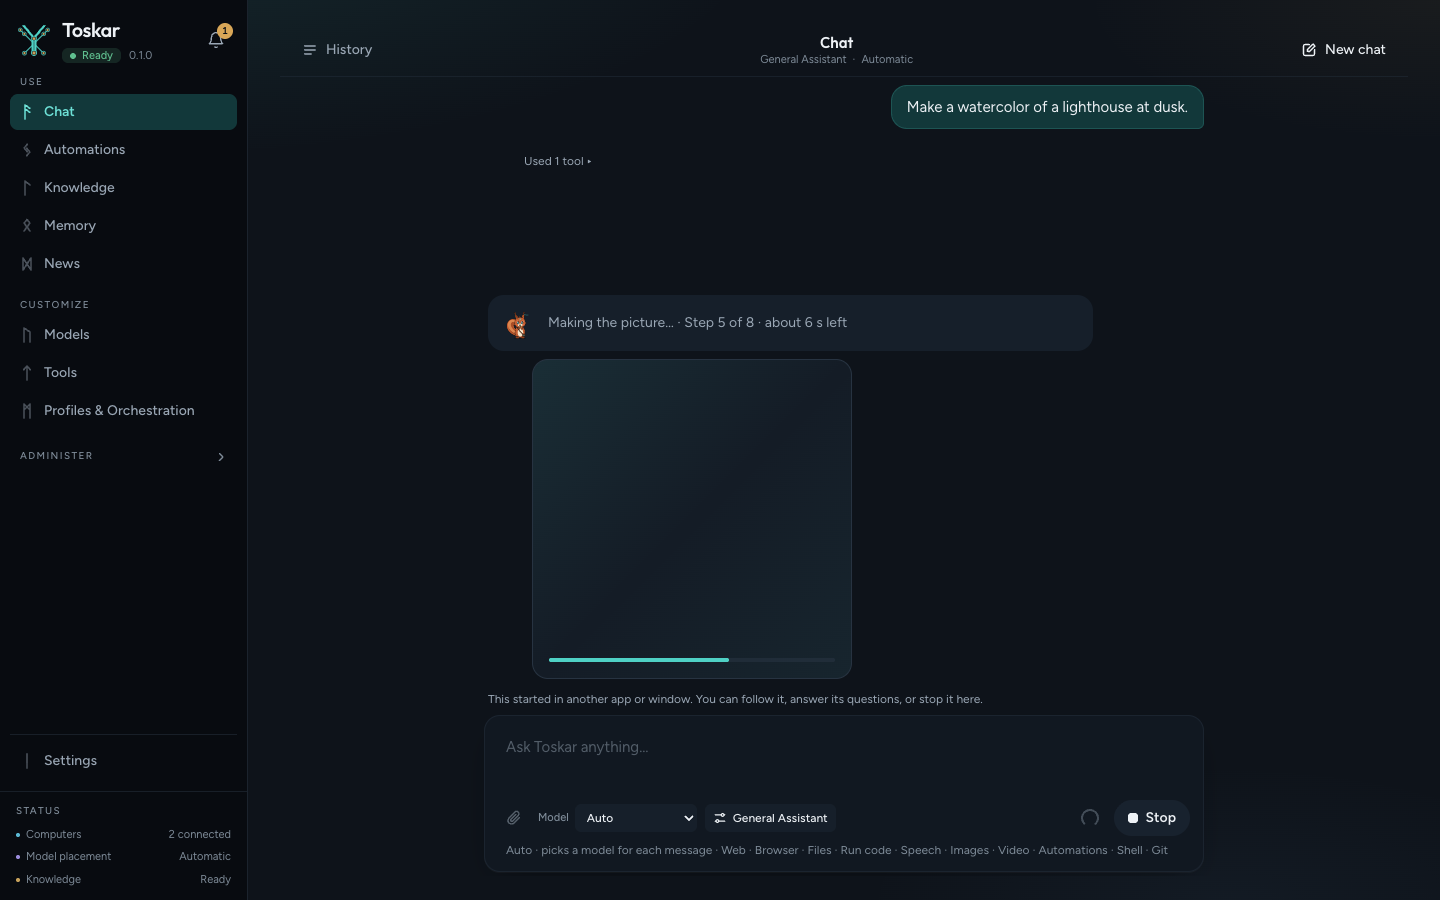 Toskar
1
Ready 0.1.0
USE
Chat
Automations
Knowledge
Memory
News
CUSTOMIZE
Models
Tools
Profiles & Orchestration
ADMINISTER
Settings
STATUS
Computers 2 connected
Model placement Automatic
Knowledge Ready
History
Chat
General Assistant · Automatic
New chat
Make a watercolor of a lighthouse at dusk.
Used 1 tool ▸
Making the picture... · Step 5 of 8 · about 6 s left
This started in another app or window. You can follow it, answer its questions, or stop it here.
Ask Toskar anything...
Model Auto General Assistant Stop
Auto · picks a model for each message · Web · Browser · Files · Run code · Speech · Images · Video · Automations · Shell · Git